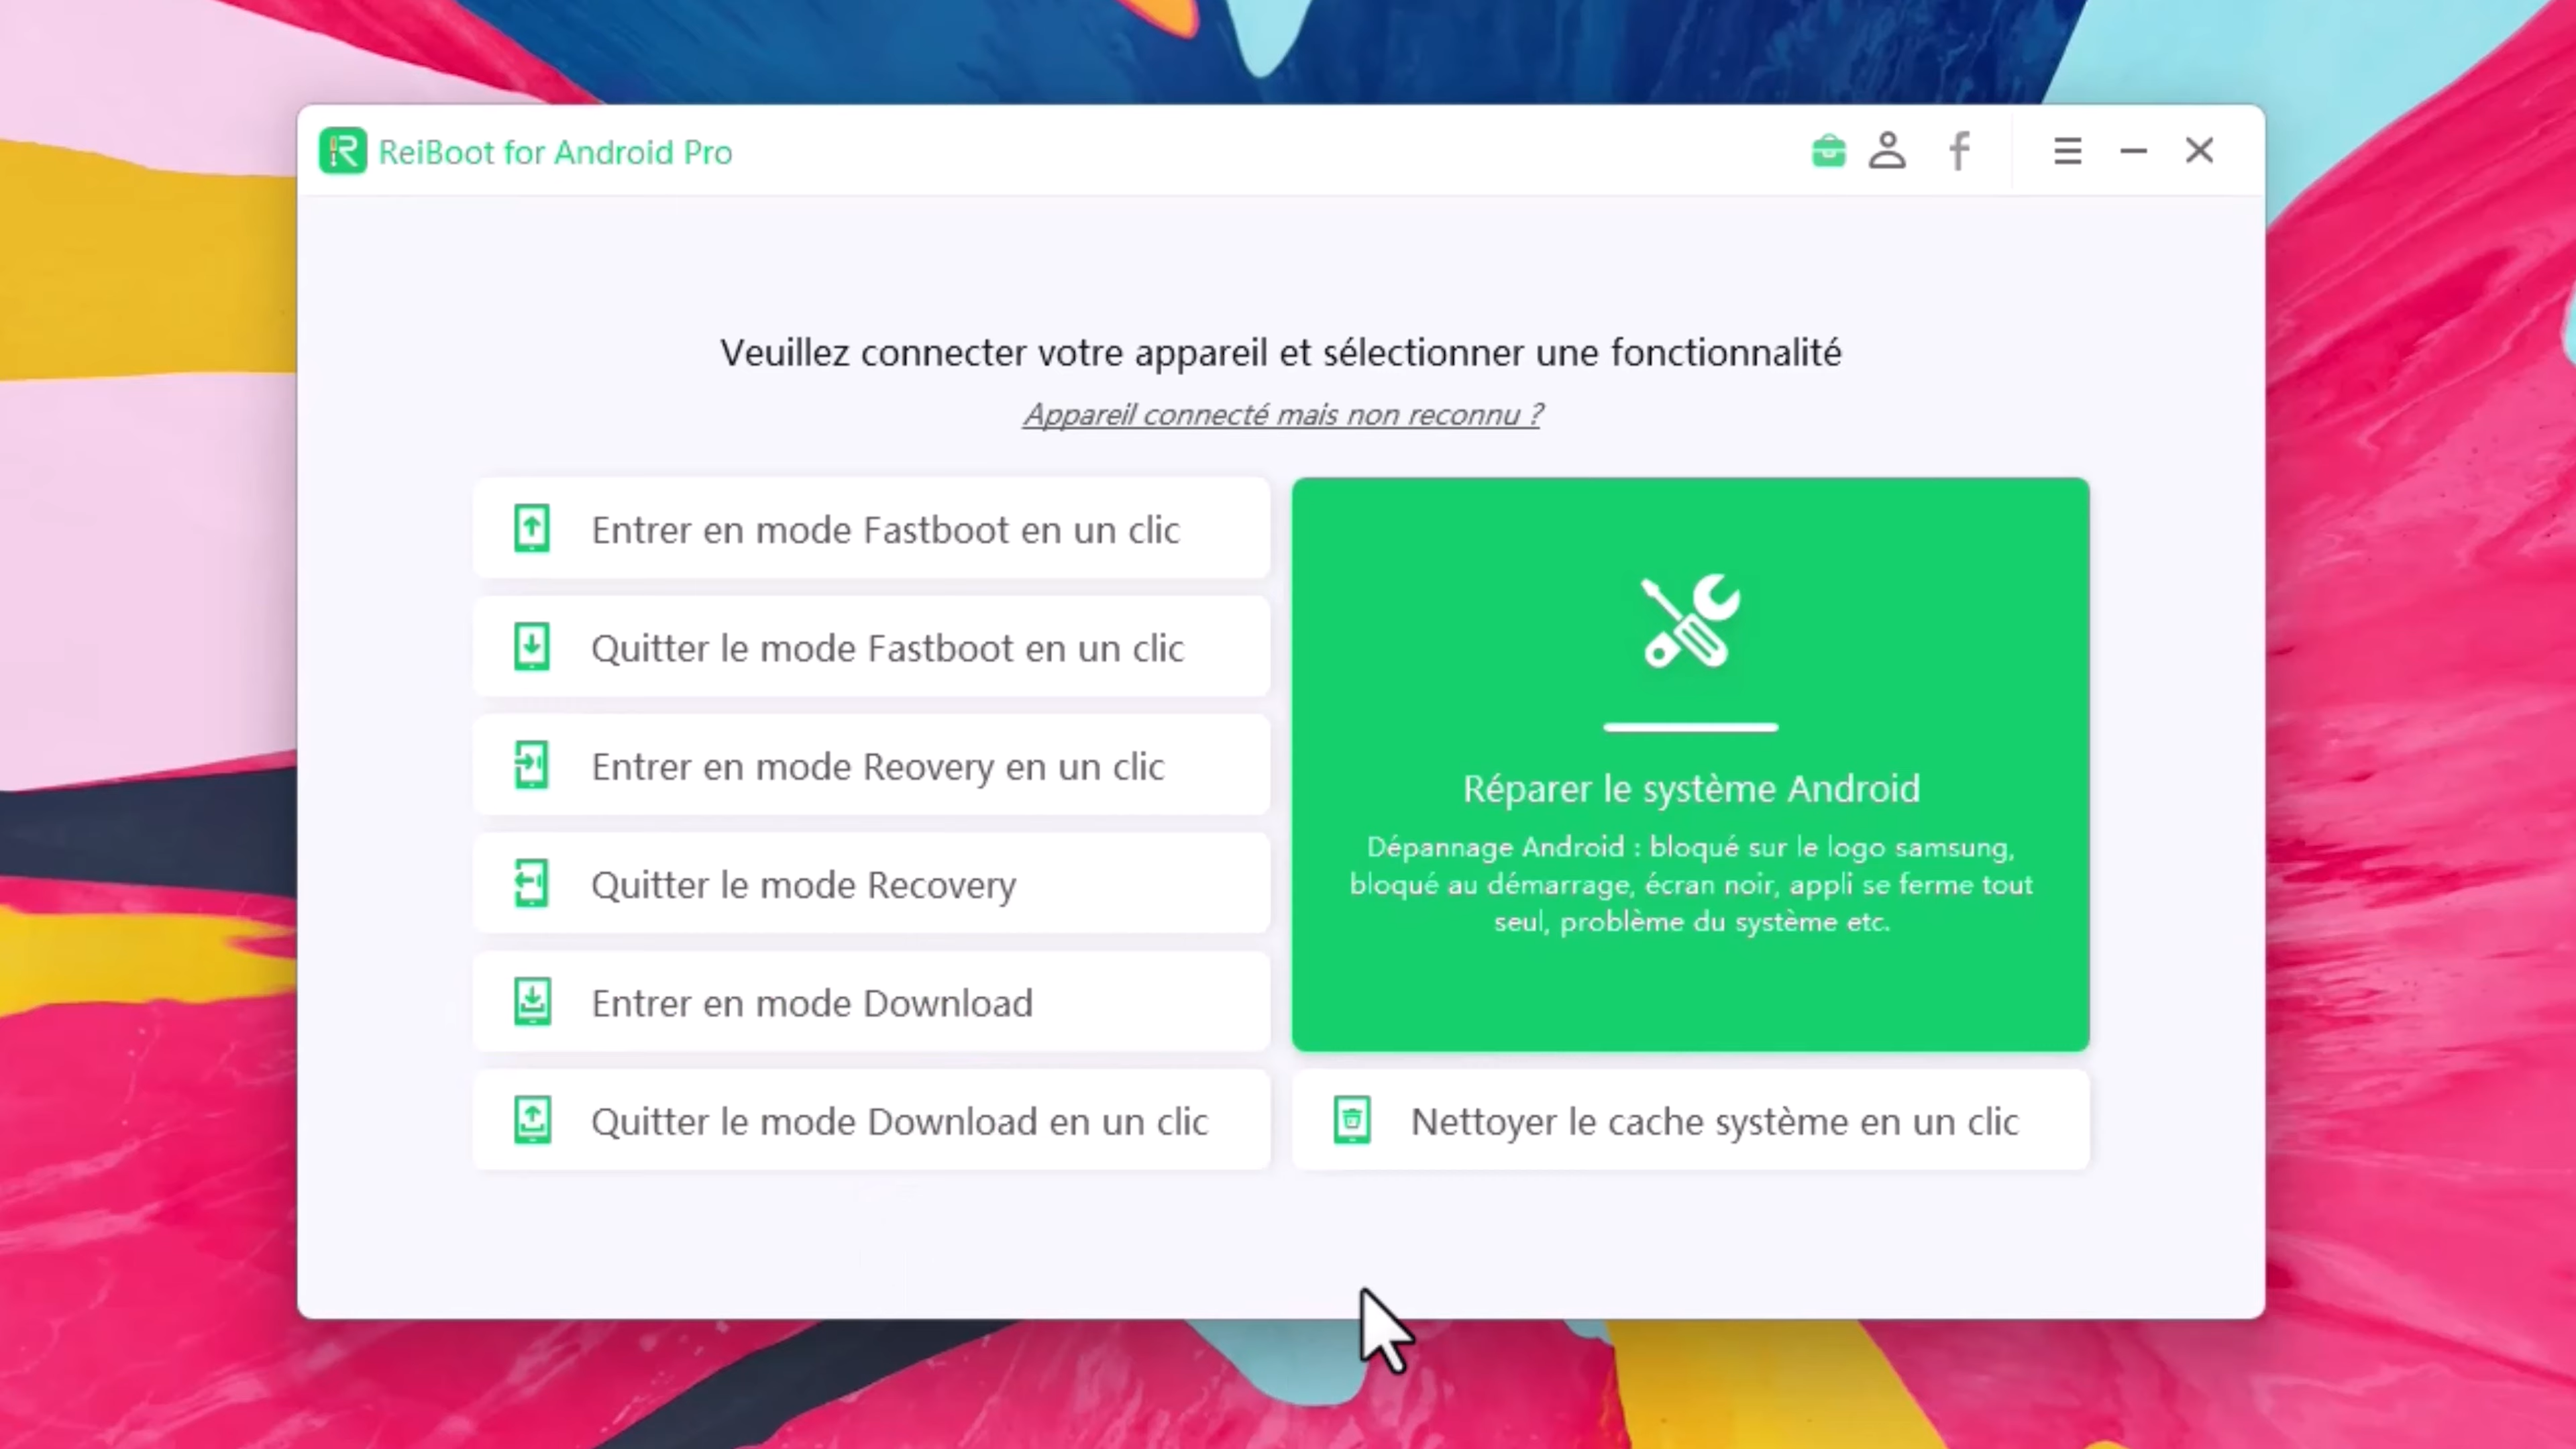 ReiBoot for Android Pro
Veuillez connecter votre appareil et sélectionner une fonctionnalité
Appareil connecté mais non reconnu ?
Entrer en mode Fastboot en un clic
Quitter le mode Fastboot en un clic
Entrer en mode Reovery en un clic
Quitter le mode Recovery
Entrer en mode Download
Quitter le mode Download en un clic
Réparer le système Android
Dépannage Android : bloqué sur le logo samsung,
bloqué au démarrage, écran noir, appli se ferme tout
seul, problème du système etc.
Nettoyer le cache système en un clic